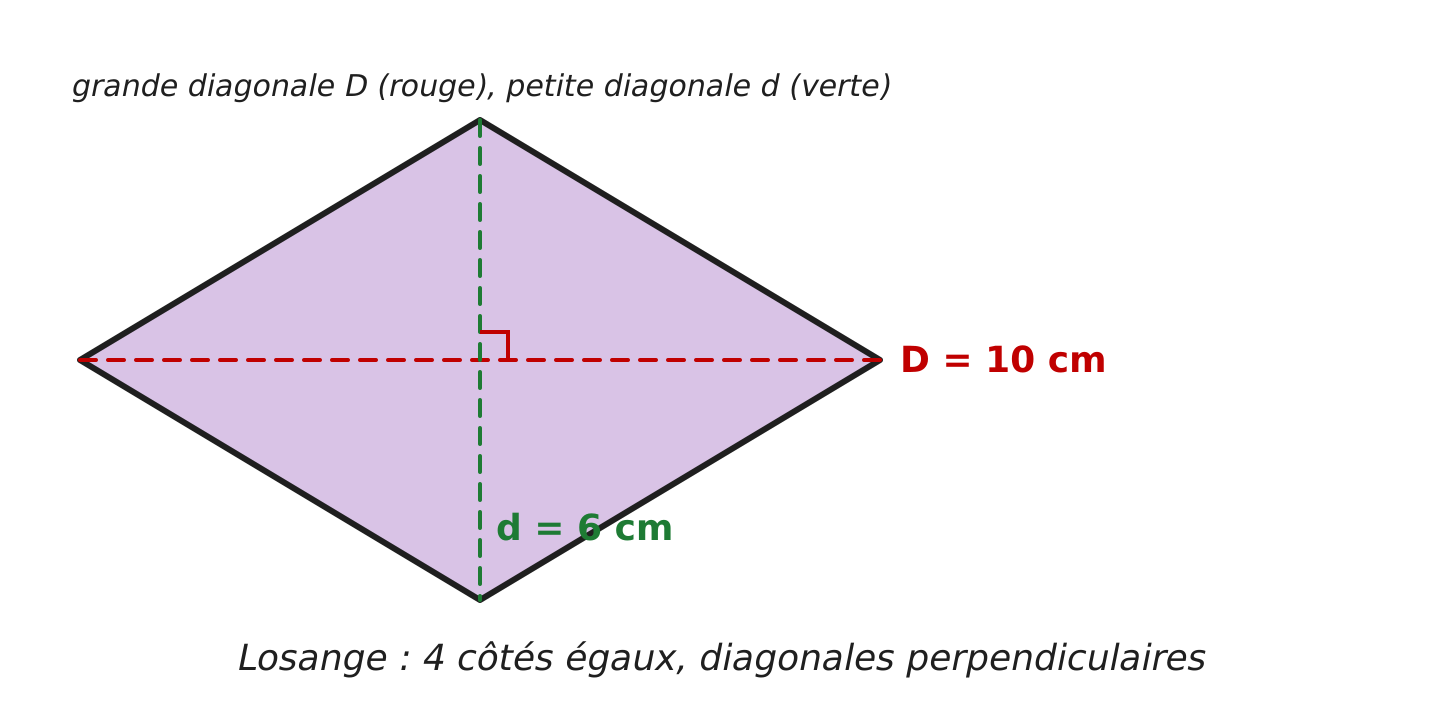 grande diagonale D (rouge), petite diagonale d (verte)
D = 10 cm
d = 6 cm
Losange : 4 côtés égaux, diagonales perpendiculaires